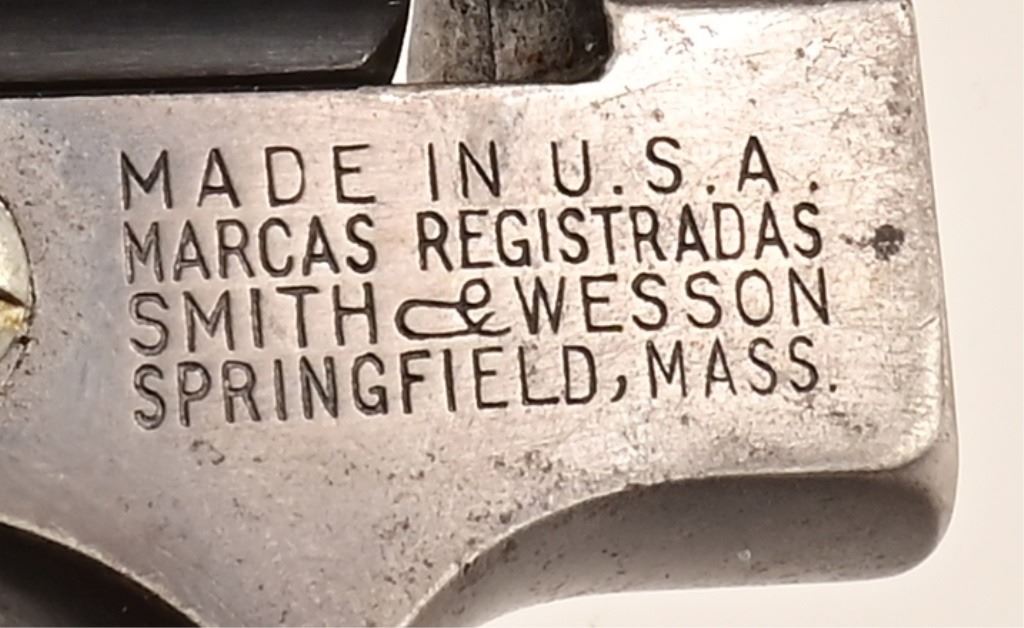 MADE IN U.S.A.
MARCAS REGISTRADAS
SMITH & WESSON
SPRINGFIELD, MASS.